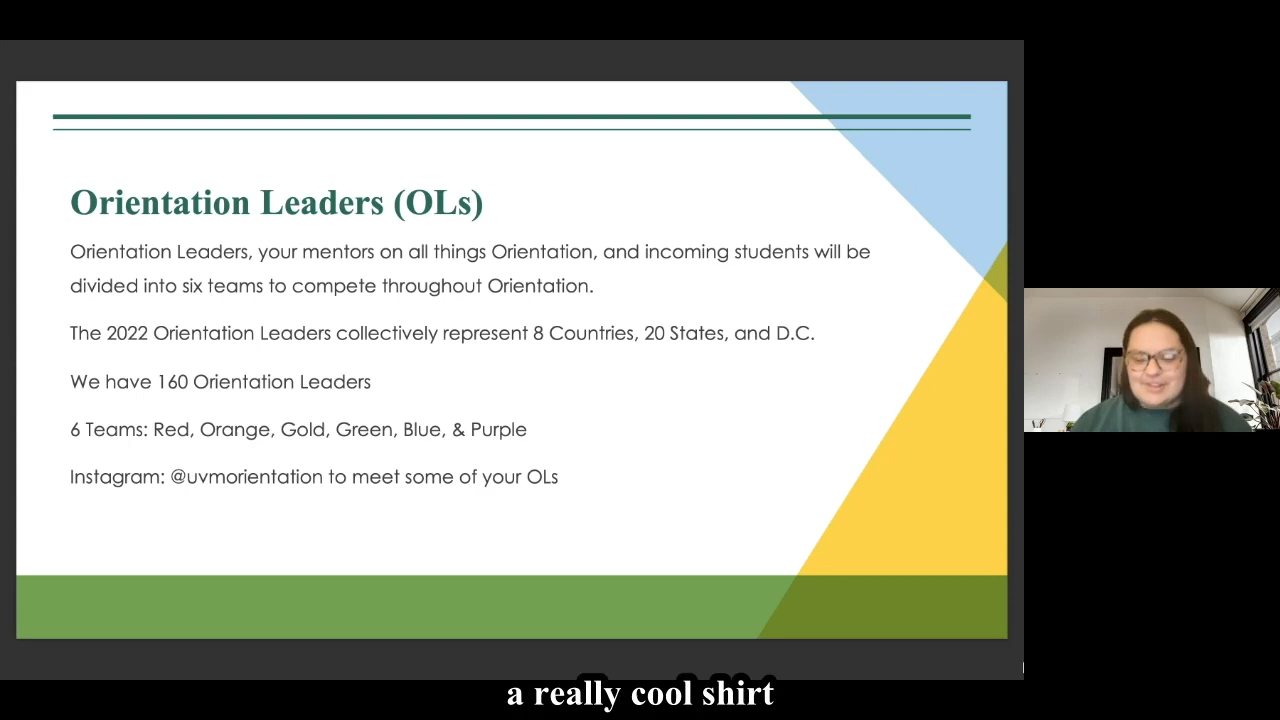 Orientation Leaders (OLs)
Orientation Leaders, your mentors on all things Orientation, and incoming students will be
divided into six teams to compete throughout Orientation.
The 2022 Orientation Leaders collectively represent 8 Countries, 20 States, and D.C.
We have 160 Orientation Leaders
6 Teams: Red, Orange, Gold, Green, Blue, & Purple
Instagram: @uvmorientation to meet some of your OLs
a really cool shirt